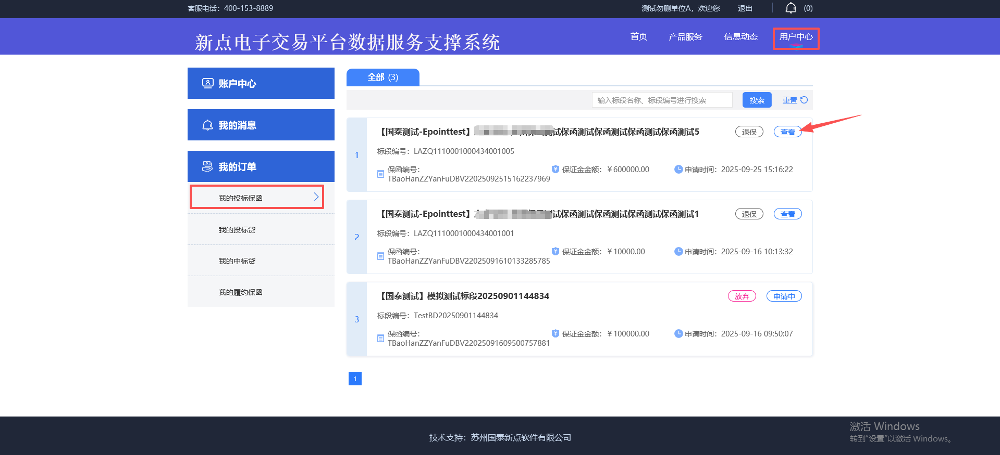 客服电话：400-153-8889
测试勿删单位A，欢迎您 退出 (0)
新点电子交易平台数据服务支撑系统
首页 产品服务 信息动态 用户中心
账户中心
我的消息
我的订单
我的投标保函
我的投标贷
我的中标贷
我的履约保函
全部 (3)
输入标段名称、标段编号进行搜索 搜索 重置
1
【国泰测试-Epointtest】 试保函测试保函测试保函测试保函测试5 退保 查看
标段编号：LAZQ1110001000434001005
保函编号：
TBaoHanZZYanFuDBV22025092515162237969
保证金金额：￥600000.00
申请时间：2025-09-25 15:16:22
2
【国泰测试-Epointtest】 试保函测试保函测试保函测试保函测试1 退保 查看
标段编号：LAZQ1110001000434001001
保函编号：
TBaoHanZZYanFuDBV22025091610133285785
保证金金额：￥10000.00
申请时间：2025-09-16 10:13:32
3
【国泰测试】模拟测试标段20250901144834 放弃 申请中
标段编号：TestBD20250901144834
保函编号：
TBaoHanZZYanFuDBV22025091609500757881
保证金金额：￥100000.00
申请时间：2025-09-16 09:50:07
1
技术支持：苏州国泰新点软件有限公司
激活 Windows
转到“设置”以激活 Windows。